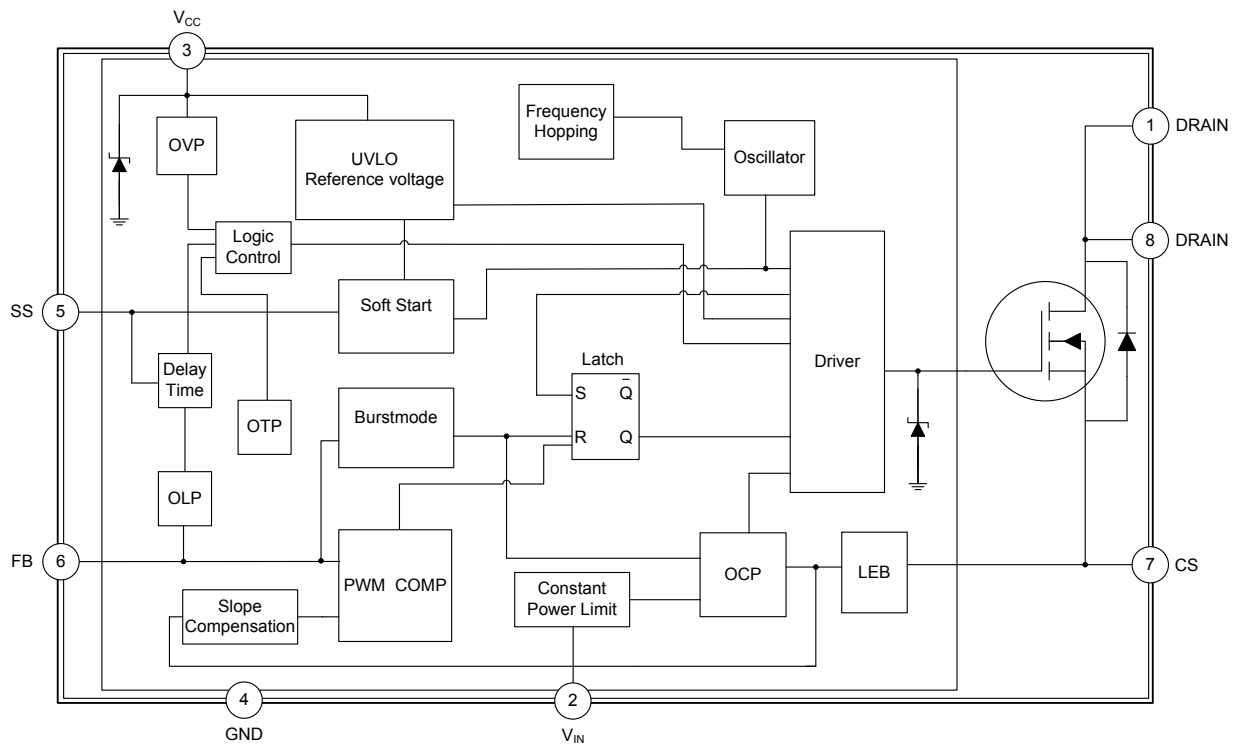 V_CC
3
Frequency
Hopping
OVP
UVLO
Reference voltage
Oscillator
1
DRAIN
Logic
Control
8
DRAIN
SS
5
Soft Start
Driver
Latch
Delay
Time
S
Q̅
OTP
Burstmode
R
Q
OLP
FB
6
PWM COMP
OCP
LEB
7
CS
Slope
Compensation
Constant
Power Limit
4
GND
2
V_IN